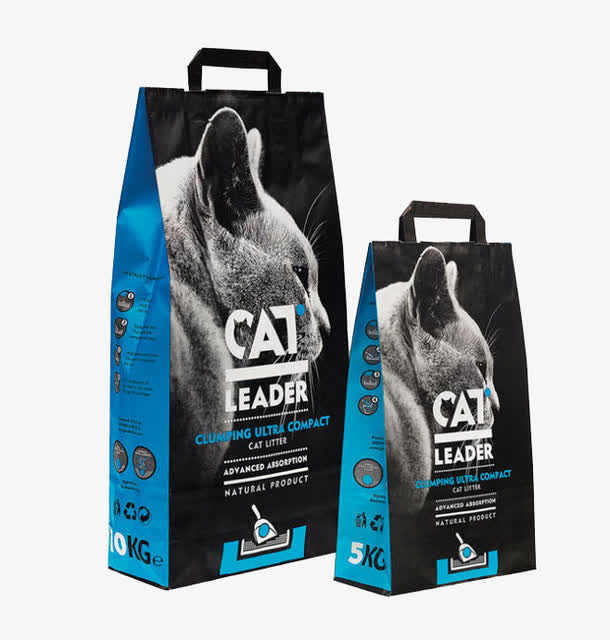 CAT
LEADER
CLUMPING ULTRA COMPACT
CAT LITTER
ADVANCED ABSORPTION
NATURAL PRODUCT
10KGe
CAT
LEADER
CLUMPING ULTRA COMPACT
CAT LITTER
ADVANCED ABSORPTION
NATURAL PRODUCT
5KG